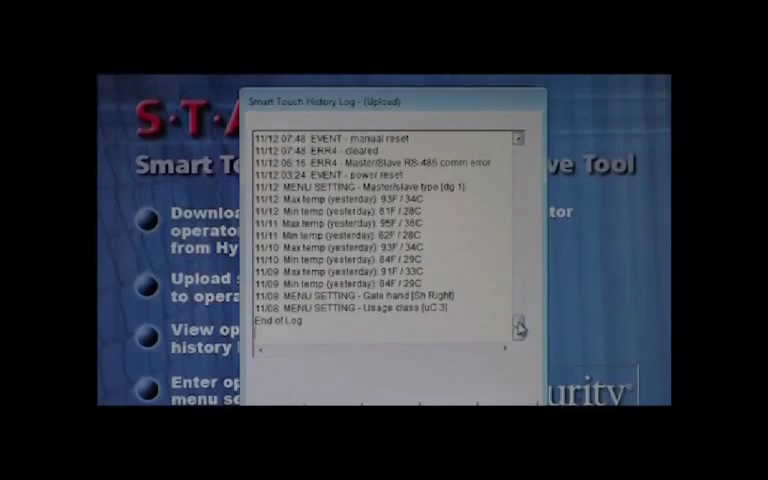 Smart Touch History Log - (Upload)
11/12 07:48 EVENT - manual reset
11/12 07:48 ERR4 - cleared
11/12 06:16 ERR4 - Master/Slave RS-485 comm error
11/12 03:24 EVENT - power reset
11/12 MENU SETTING - Master/slave type [dg 1]
11/12 Max temp (yesterday): 93F / 34C
11/12 Min temp (yesterday): 81F / 28C
11/11 Max temp (yesterday): 95F / 36C
11/11 Min temp (yesterday): 82F / 28C
11/10 Max temp (yesterday): 93F / 34C
11/10 Min temp (yesterday): 84F / 29C
11/09 Max temp (yesterday): 91F / 33C
11/09 Min temp (yesterday): 84F / 29C
11/08 MENU SETTING - Gate hand [Sh Right]
11/08 MENU SETTING - Usage class [uC 3]
End of Log
S·T·A
Smart To
ve Tool
Downloa
operato
from Hy
tor
Upload s
to opera
View op
history l
Enter op
menu se
urity